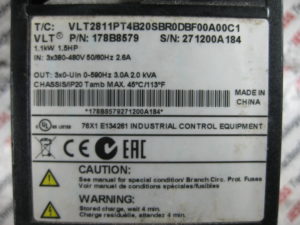 T/C: VLT2811PT4B20SBR0DBF00A00C1
VLT® P/N: 178B8579 S/N: 271200A184
1.1kW, 1.5HP
IN: 3x380-480V 50/60Hz 2.6A
OUT: 3x0-Uin 0-590Hz 3.0A 2.0 kVA
CHASSIS/IP20 Tamb MAX. 45°C/113°F
MADE IN CHINA
*178B8579271200A184*
76X1 E134261 INDUSTRIAL CONTROL EQUIPMENT
CAUTION:
See manual for special condition/ Branch Circ. Prot. Fuses
Voir manuel de conditions spéciales/fusibles
WARNING:
Stored charge, wait 4 min.
Charge residuélle, attendez 4 min.